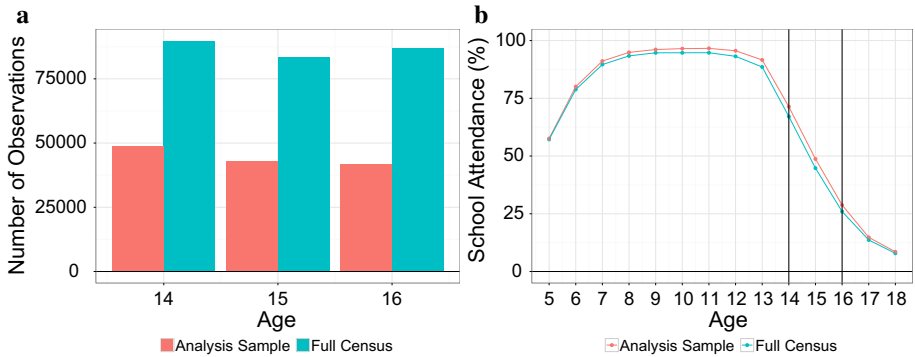 a
Number of Observations
75000
50000
25000
0
14 15 16
Age
Analysis Sample Full Census
b
School Attendance (%)
100
75
50
25
0
5 6 7 8 9 10 11 12 13 14 15 16 17 18
Age
Analysis Sample Full Census